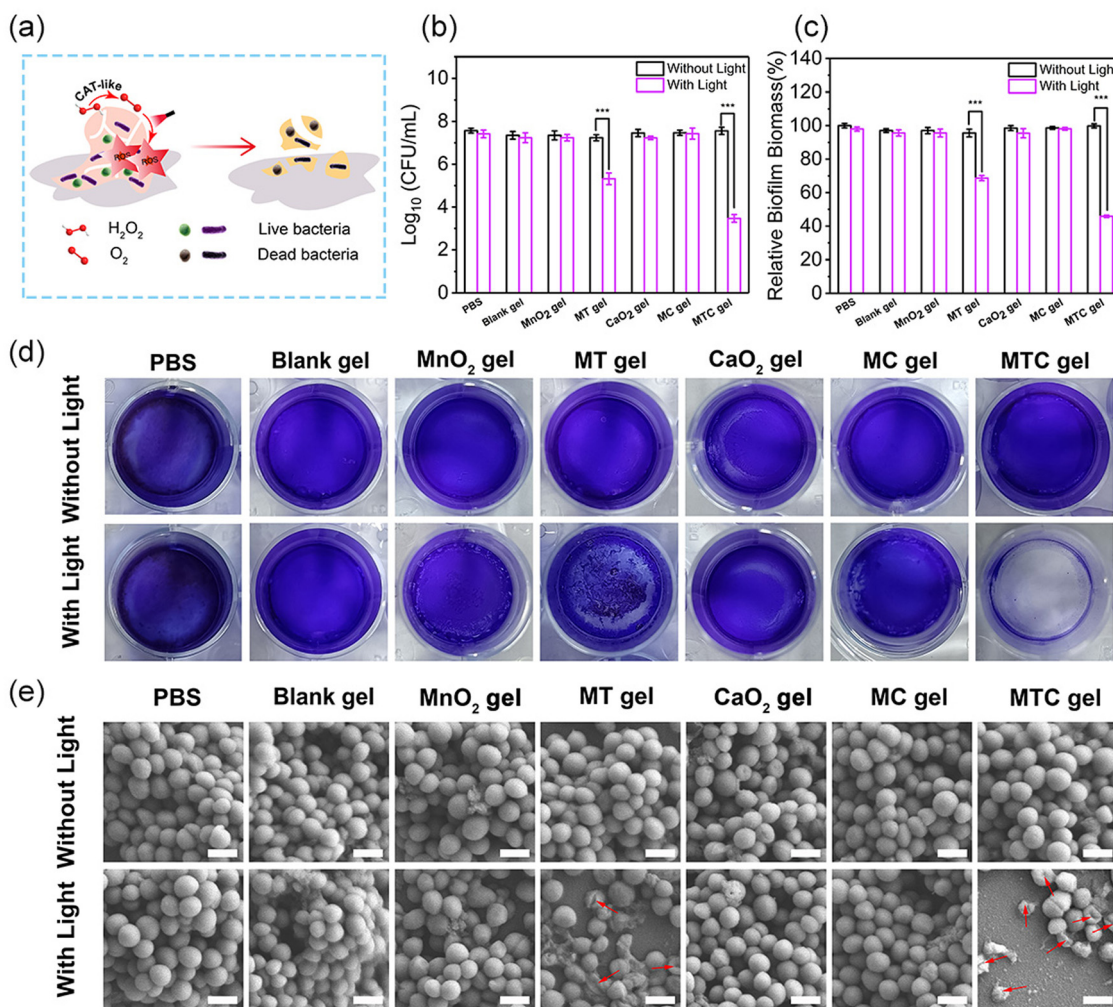 (a)
CAT-like
ROS ROS
H₂O₂
O₂
Live bacteria
Dead bacteria
(b)
Log₁₀ (CFU/mL)
10
8
6
4
2
0
Without Light
With Light
***
***
PBS
Blank gel
MnO₂ gel
MT gel
CaO₂ gel
MC gel
MTC gel
(c)
Relative Biofilm Biomass(%)
140
120
100
80
60
40
20
0
Without Light
With Light
***
***
PBS
Blank gel
MnO₂ gel
MT gel
CaO₂ gel
MC gel
MTC gel
(d)
PBS Blank gel MnO₂ gel MT gel CaO₂ gel MC gel MTC gel
Without Light
With Light
(e)
PBS Blank gel MnO₂ gel MT gel CaO₂ gel MC gel MTC gel
Without Light
With Light